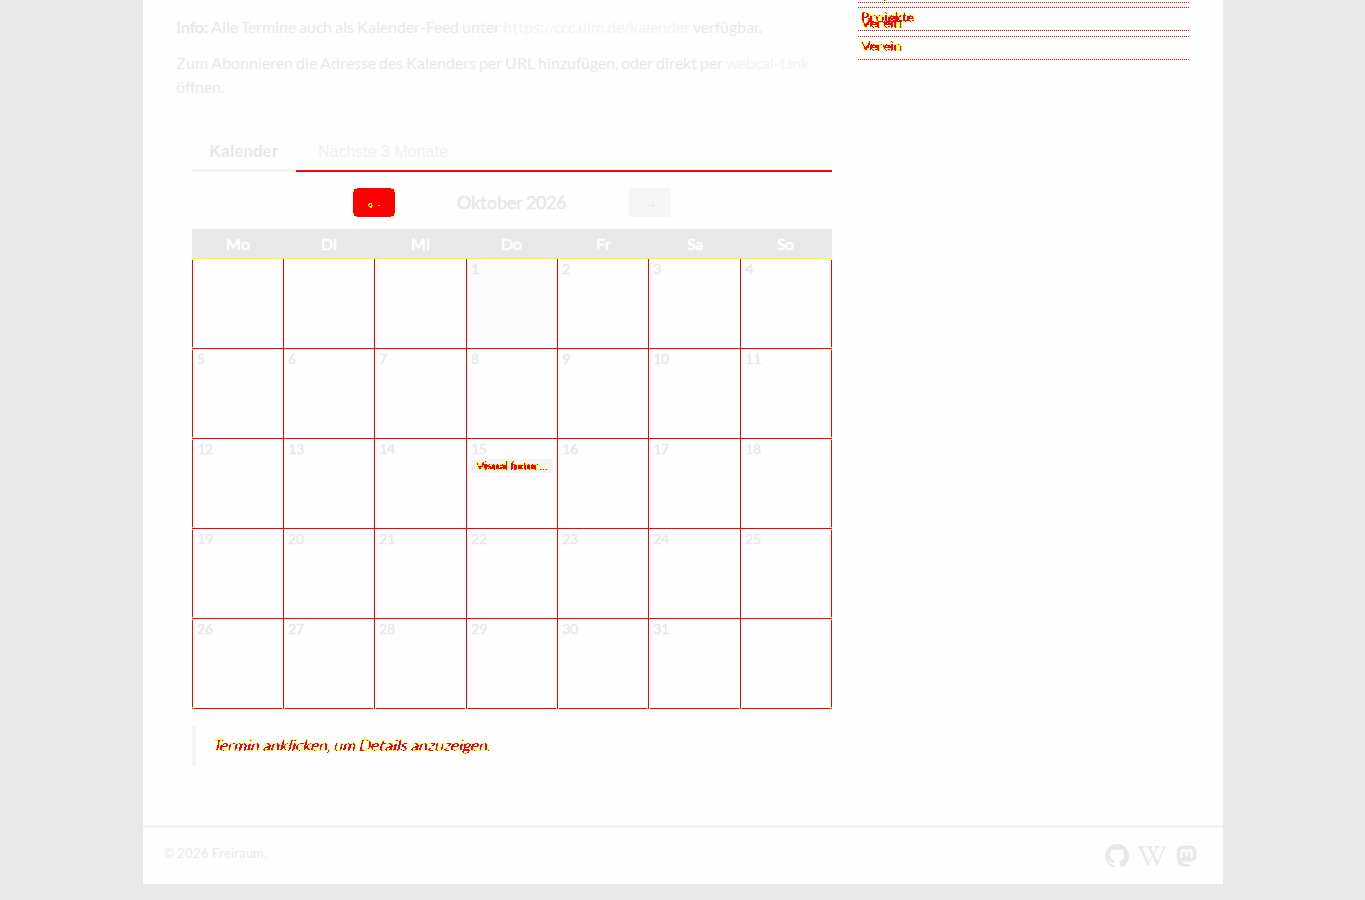 Info: Alle Termine auch als Kalender-Feed unter https://ccc.ulm.de/kalender verfügbar.
Zum Abonnieren die Adresse des Kalenders per URL hinzufügen, oder direkt per webcal-Link
öffnen.
Projekte
Verein
Verein
Kalender Nächste 3 Monate
Oktober 2026 →
Mo Di Mi Do Fr Sa So
1 2 3 4
5 6 7 8 9 10 11
12 13 14 15 16 17 18
Visual
19 20 21 22 23 24 25
26 27 28 29 30 31
Termin anklicken, um Details anzuzeigen.
© 2026 Freiraum.